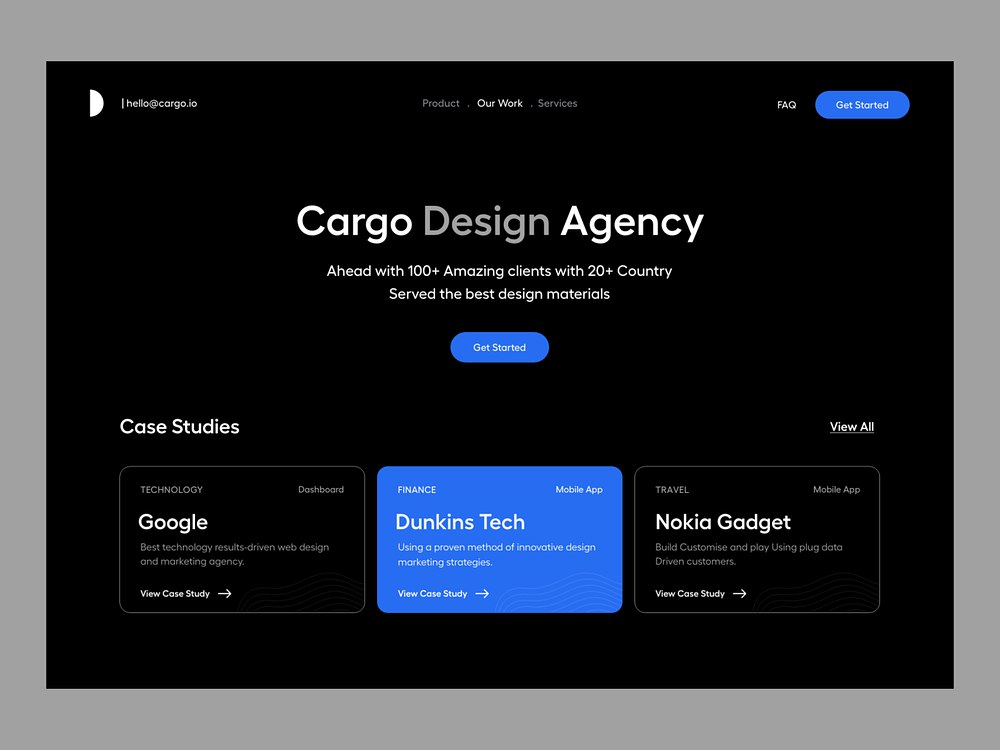 | hello@cargo.io
Product . Our Work . Services
FAQ
Get Started
Cargo Design Agency
Ahead with 100+ Amazing clients with 20+ Country
Served the best design materials
Get Started
Case Studies
View All
TECHNOLOGY
Dashboard
Google
Best technology results-driven web design
and marketing agency.
View Case Study
FINANCE
Mobile App
Dunkins Tech
Using a proven method of innovative design
marketing strategies.
View Case Study
TRAVEL
Mobile App
Nokia Gadget
Build Customise and play Using plug data
Driven customers.
View Case Study